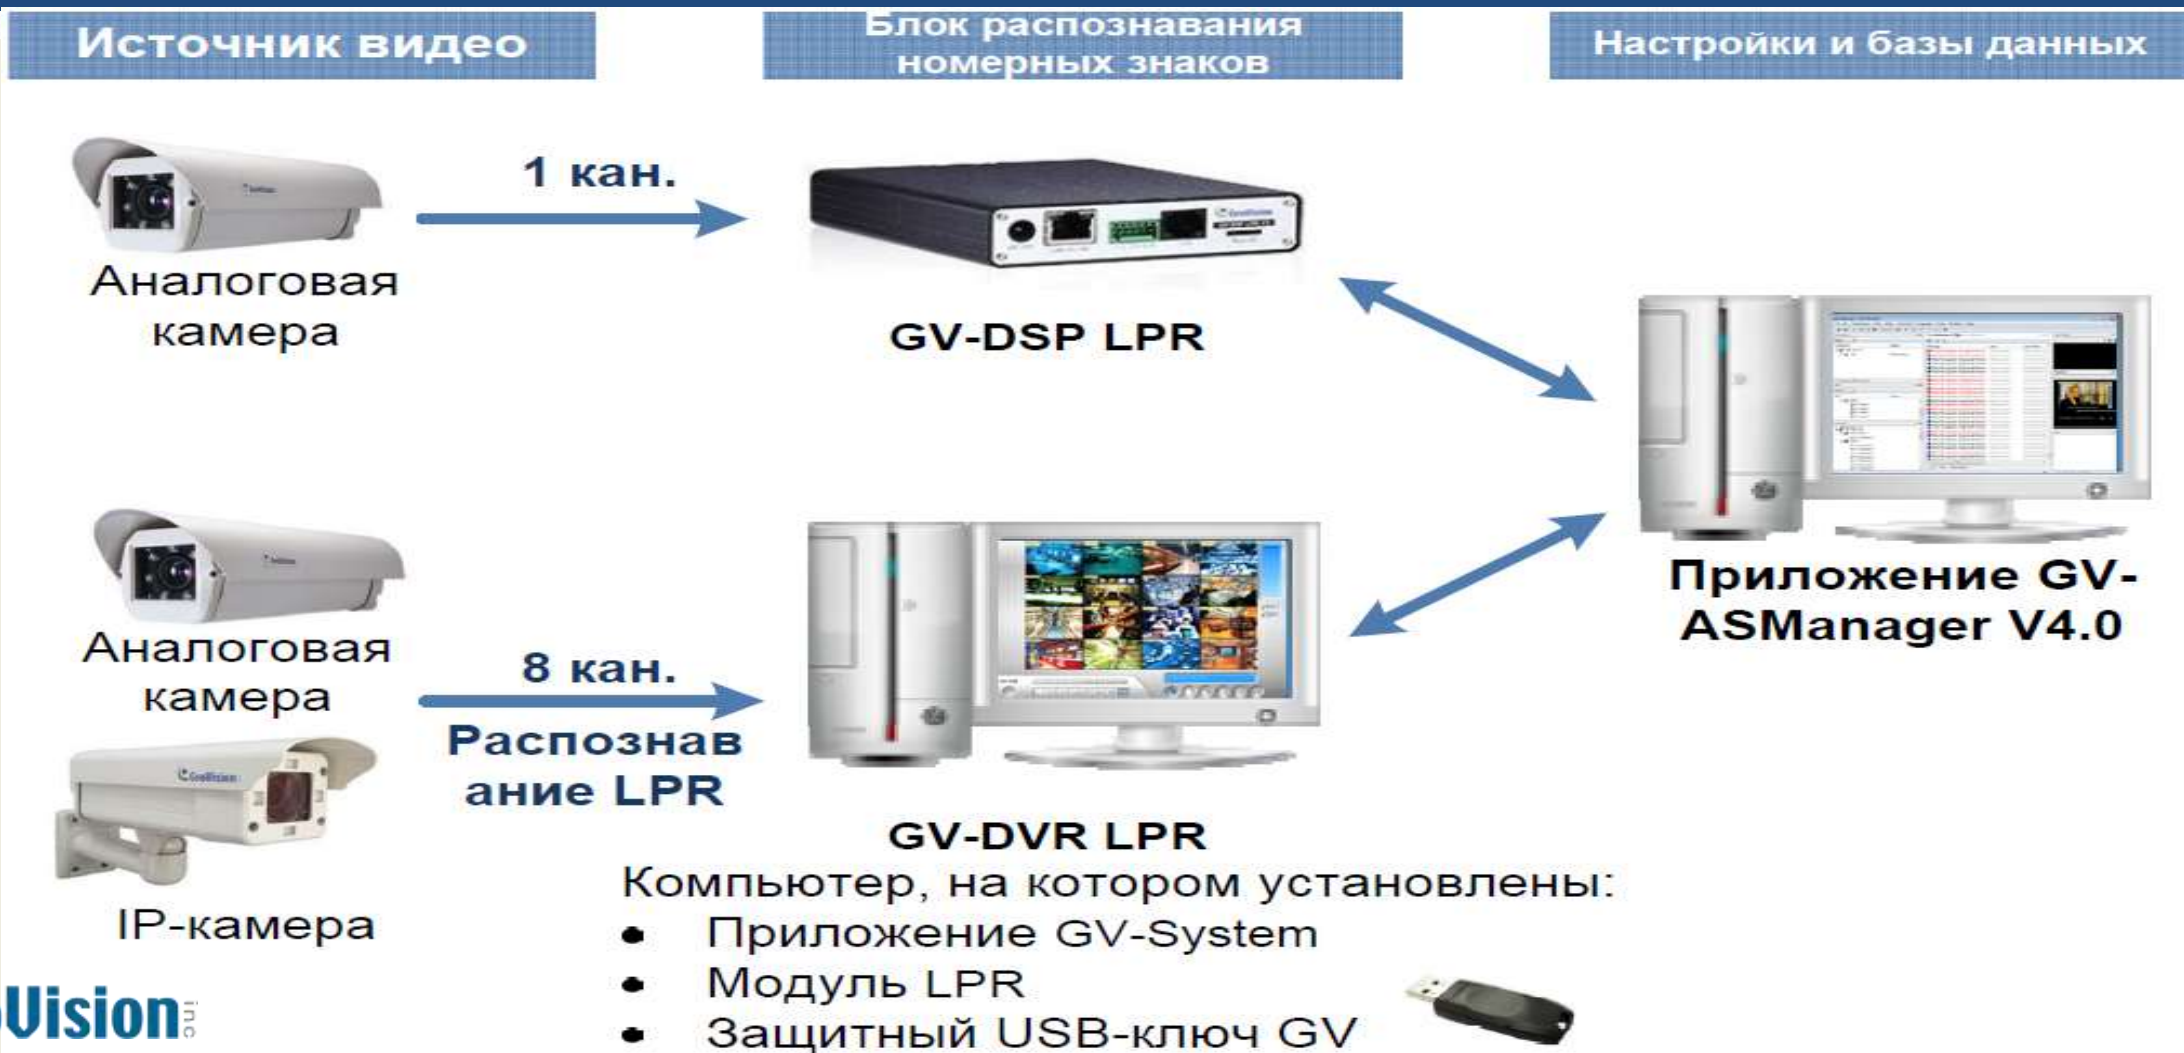 Источник видео
Блок распознавания
номерных знаков
Настройки и базы данных
1 кан.
Аналоговая
камера
GV-DSP LPR
Аналоговая
камера
8 кан.
Распознав
ание LPR
IP-камера
GV-DVR LPR
Компьютер, на котором установлены:
• Приложение GV-System
• Модуль LPR
• Защитный USB-ключ GV
Приложение GV-
ASManager V4.0
GeoVision
Vision inc